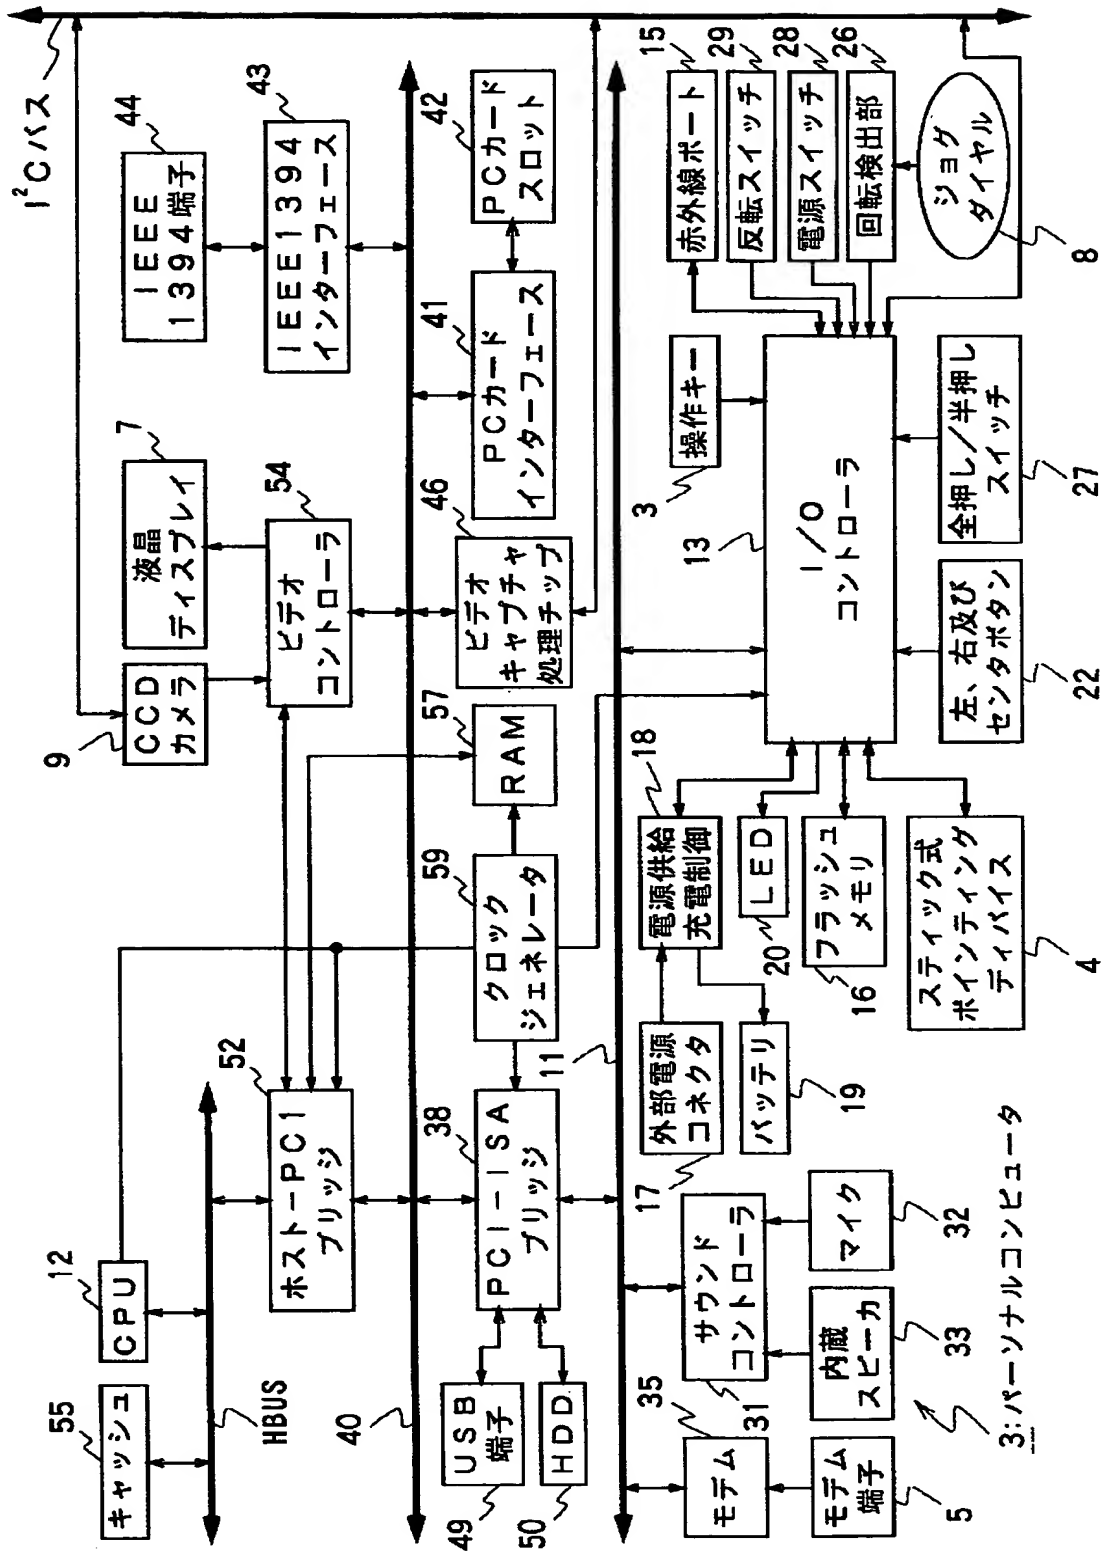 I²Cバス
55
キャッシュ
12
CPU
HBUS
9
CCD
カメラ
7
液晶
ディスプレイ
44
IEEE
1394端子
52
ホスト-PCI
ブリッジ
54
ビデオ
コントローラ
43
IEEE1394
インターフェース
40
49
USB
端子
50
HDD
38
PCI-ISA
ブリッジ
59
クロック
ジェネレータ
57
RAM
46
ビデオ
キャプチャ
処理チップ
41
PCカード
インターフェース
42
PCカード
スロット
11
35
モデム
31
サウンド
コントローラ
17
外部電源
コネクタ
18
電源供給
充電制御
3
操作キー
15
赤外線ポート
29
反転スイッチ
28
電源スイッチ
26
回転検出部
19
バッテリ
20
LED
16
フラッシュ
メモリ
13
I/O
コントローラ
5
モデム
端子
33
内蔵
スピーカ
32
マイク
4
スティック式
ポインティング
ディバイス
22
左、右及び
センタボタン
27
全押し/半押し
スイッチ
8
ジョグ
ダイヤル
3:パーソナルコンピュータ